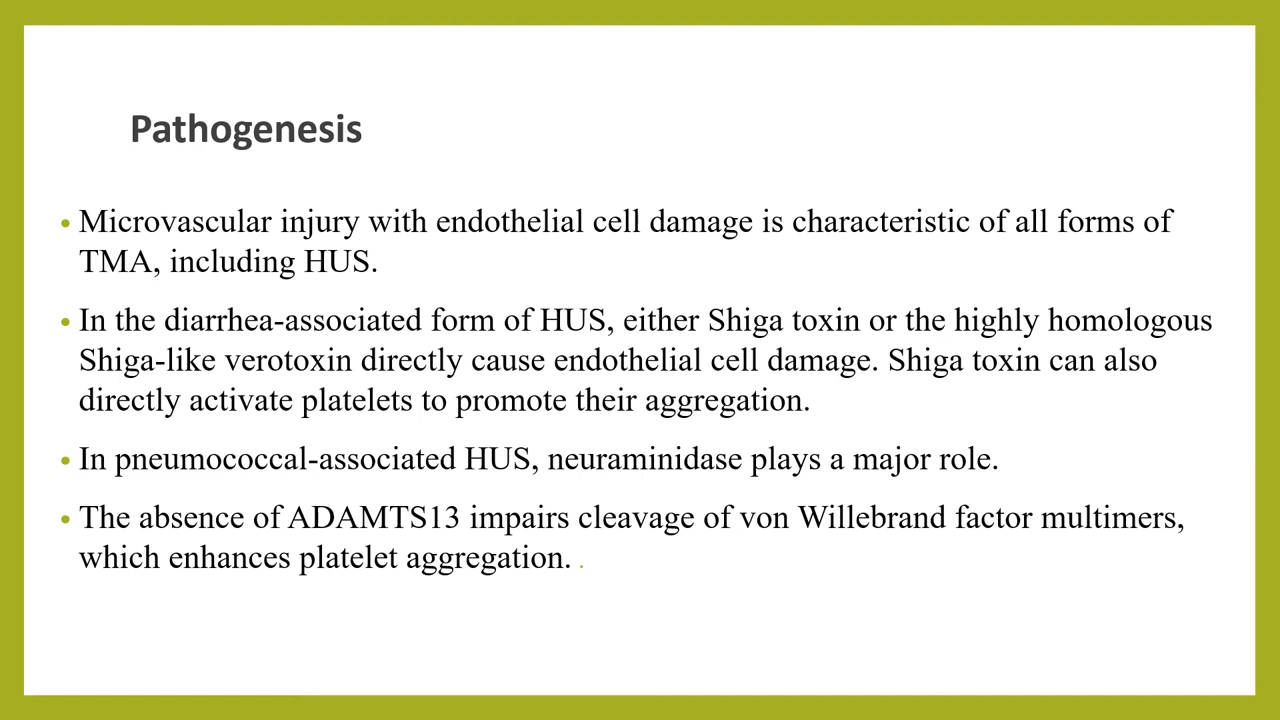 Pathogenesis
• Microvascular injury with endothelial cell damage is characteristic of all forms of
TMA, including HUS.
• In the diarrhea-associated form of HUS, either Shiga toxin or the highly homologous
Shiga-like verotoxin directly cause endothelial cell damage. Shiga toxin can also
directly activate platelets to promote their aggregation.
• In pneumococcal-associated HUS, neuraminidase plays a major role.
• The absence of ADAMTS13 impairs cleavage of von Willebrand factor multimers,
which enhances platelet aggregation. .